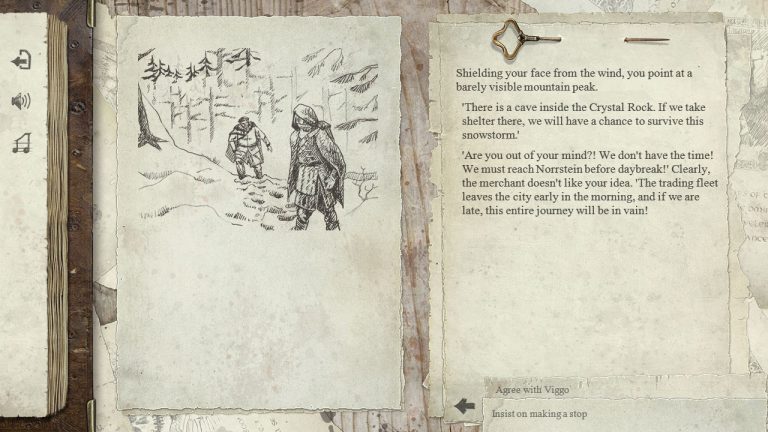 Shielding your face from the wind, you point at a
barely visible mountain peak.
'There is a cave inside the Crystal Rock. If we take
shelter there, we will have a chance to survive this
snowstorm.'
'Are you out of your mind?! We don't have the time!
We must reach Norrstein before daybreak!' Clearly,
the merchant doesn't like your idea. 'The trading fleet
leaves the city early in the morning, and if we are
late, this entire journey will be in vain!
Agree with Viggo
Insist on making a stop